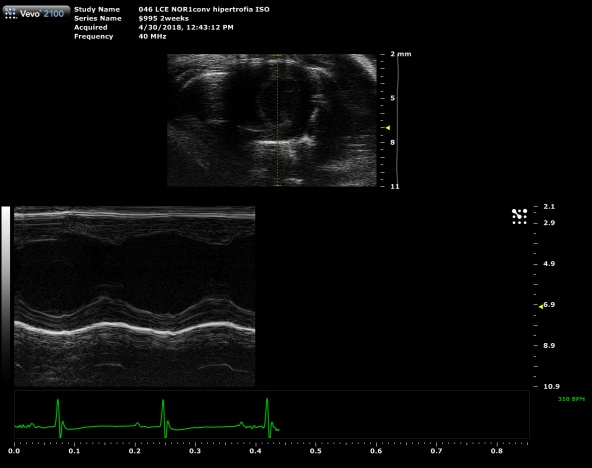 Vevo 2100
Study Name 046 LCE NOR1conv hipertrofia ISO
Series Name S995 2weeks
Acquired 4/30/2018, 12:43:12 PM
Frequency 40 MHz
2 mm
5
8
11
2.1
2.9
4.9
6.9
8.9
10.9
350 BPM
0.0 0.1 0.2 0.3 0.4 0.5 0.6 0.7 0.8